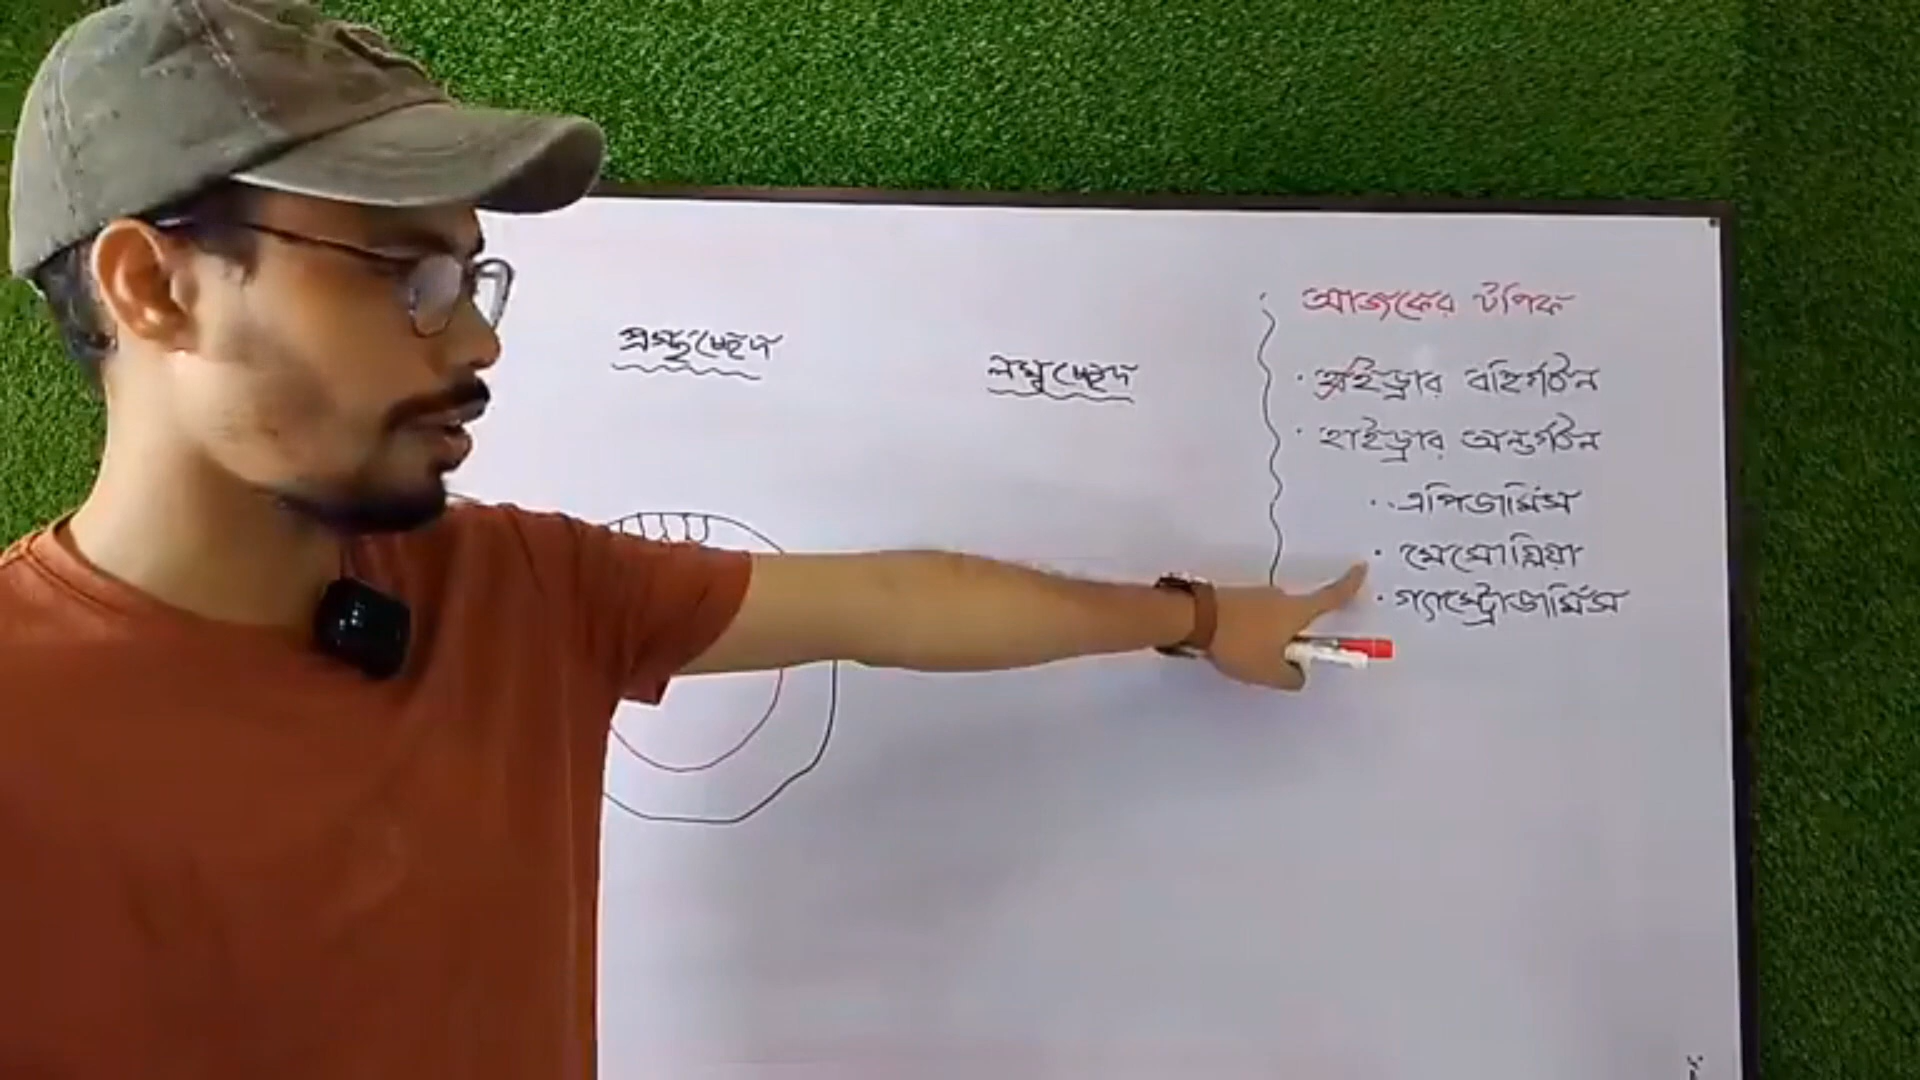 প্রস্থচ্ছেদ
লম্বচ্ছেদ
আজকের টপিক
· হাইড্রার বহির্গঠন
· হাইড্রার অন্তর্গঠন
· এপিডার্মিস
· মেসোগ্লিয়া
· গ্যাস্ট্রোডার্মিস